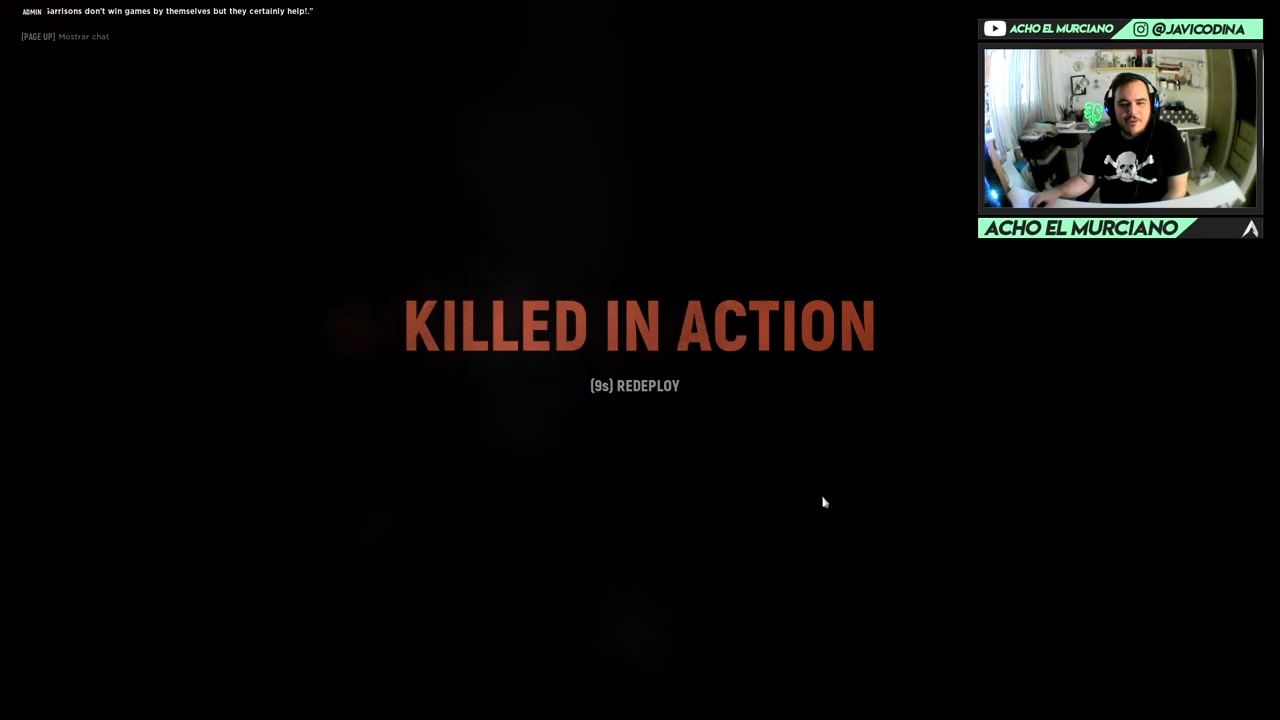 ADMIN Garrisons don't win games by themselves but they certainly help!."
[PAGE UP] Mostrar chat
ACHO EL MURCIANO @JAVICODINA
ACHO EL MURCIANO
KILLED IN ACTION
(9s) REDEPLOY